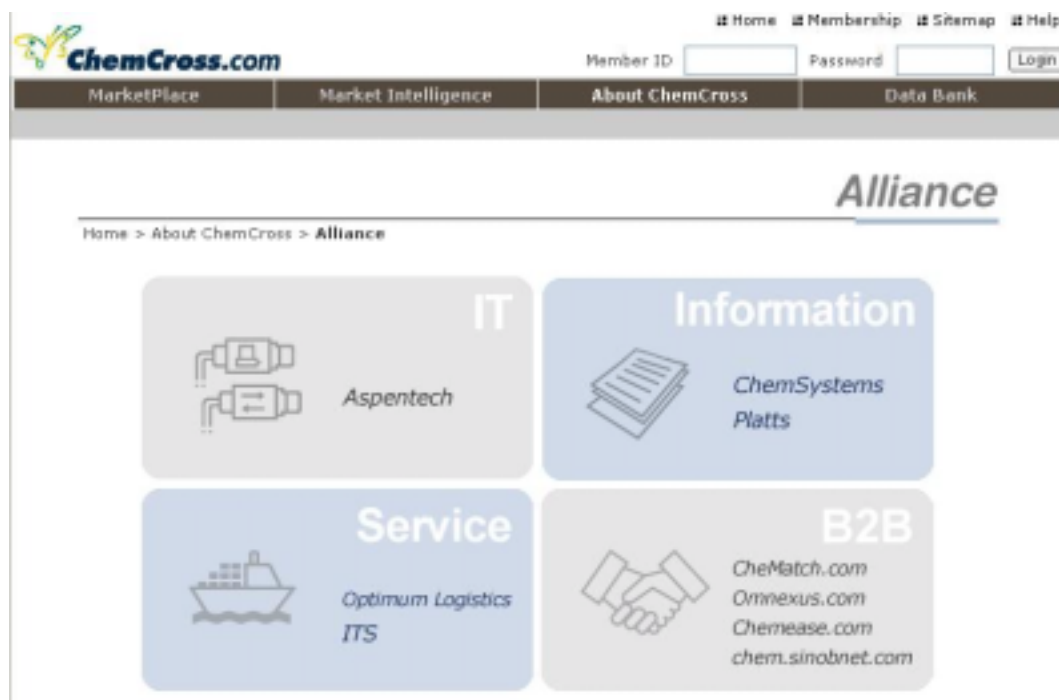 Home Membership Sitemap Help
ChemCross.com
Member ID Password Login
MarketPlace Market Intelligence About ChemCross Data Bank
Alliance
Home > About ChemCross > Alliance
IT
Aspentech
Information
ChemSystems
Platts
Service
Optimum Logistics
ITS
B2B
CheMatch.com
Omnexus.com
Chemease.com
chem.sinobnet.com